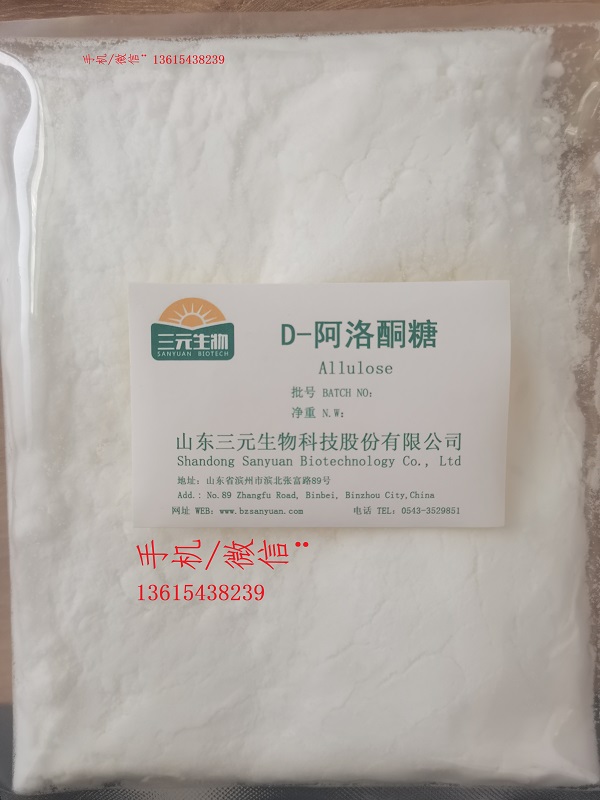 手机/微信：13615438239
三元生物
SANYUAN BIOTECH
D-阿洛酮糖
Allulose
批号 BATCH NO:
净重 N.W:
山东三元生物科技股份有限公司
Shandong Sanyuan Biotechnology Co., Ltd
地址: 山东省滨州市滨北张富路89号
Add.: No.89 Zhangfu Road, Binbei, Binzhou City,China
网址 WEB: www.bzsanyuan.com 电话 TEL: 0543-3529851
手机/微信：
13615438239